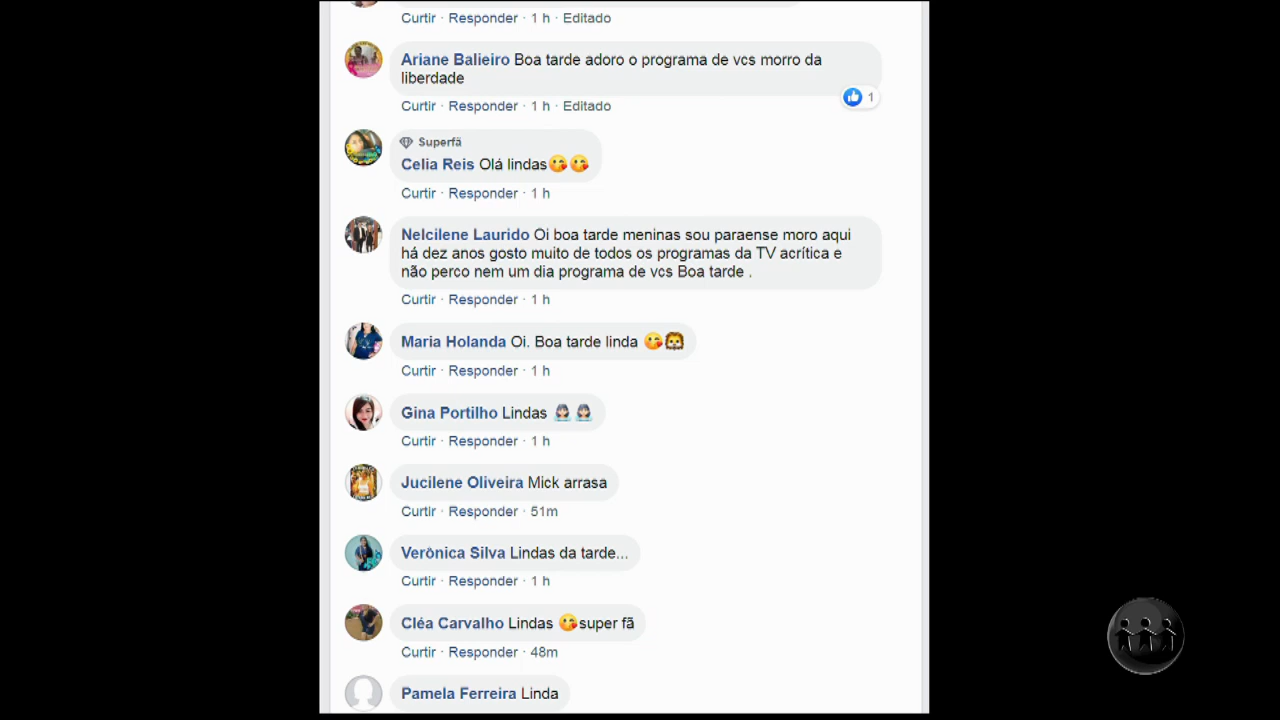 Curtir · Responder · 1 h · Editado
Ariane Balieiro Boa tarde adoro o programa de vcs morro da
liberdade
1
Curtir · Responder · 1 h · Editado
Superfã
Celia Reis Olá lindas😘😘
Curtir · Responder · 1 h
Nelcilene Laurido Oi boa tarde meninas sou paraense moro aqui
há dez anos gosto muito de todos os programas da TV acrítica e
não perco nem um dia programa de vcs Boa tarde .
Curtir · Responder · 1 h
Maria Holanda Oi. Boa tarde linda 😘🦁
Curtir · Responder · 1 h
Gina Portilho Lindas 👰👰
Curtir · Responder · 1 h
Jucilene Oliveira Mick arrasa
Curtir · Responder · 51m
Verônica Silva Lindas da tarde...
Curtir · Responder · 1 h
Cléa Carvalho Lindas 😘super fã
Curtir · Responder · 48m
Pamela Ferreira Linda